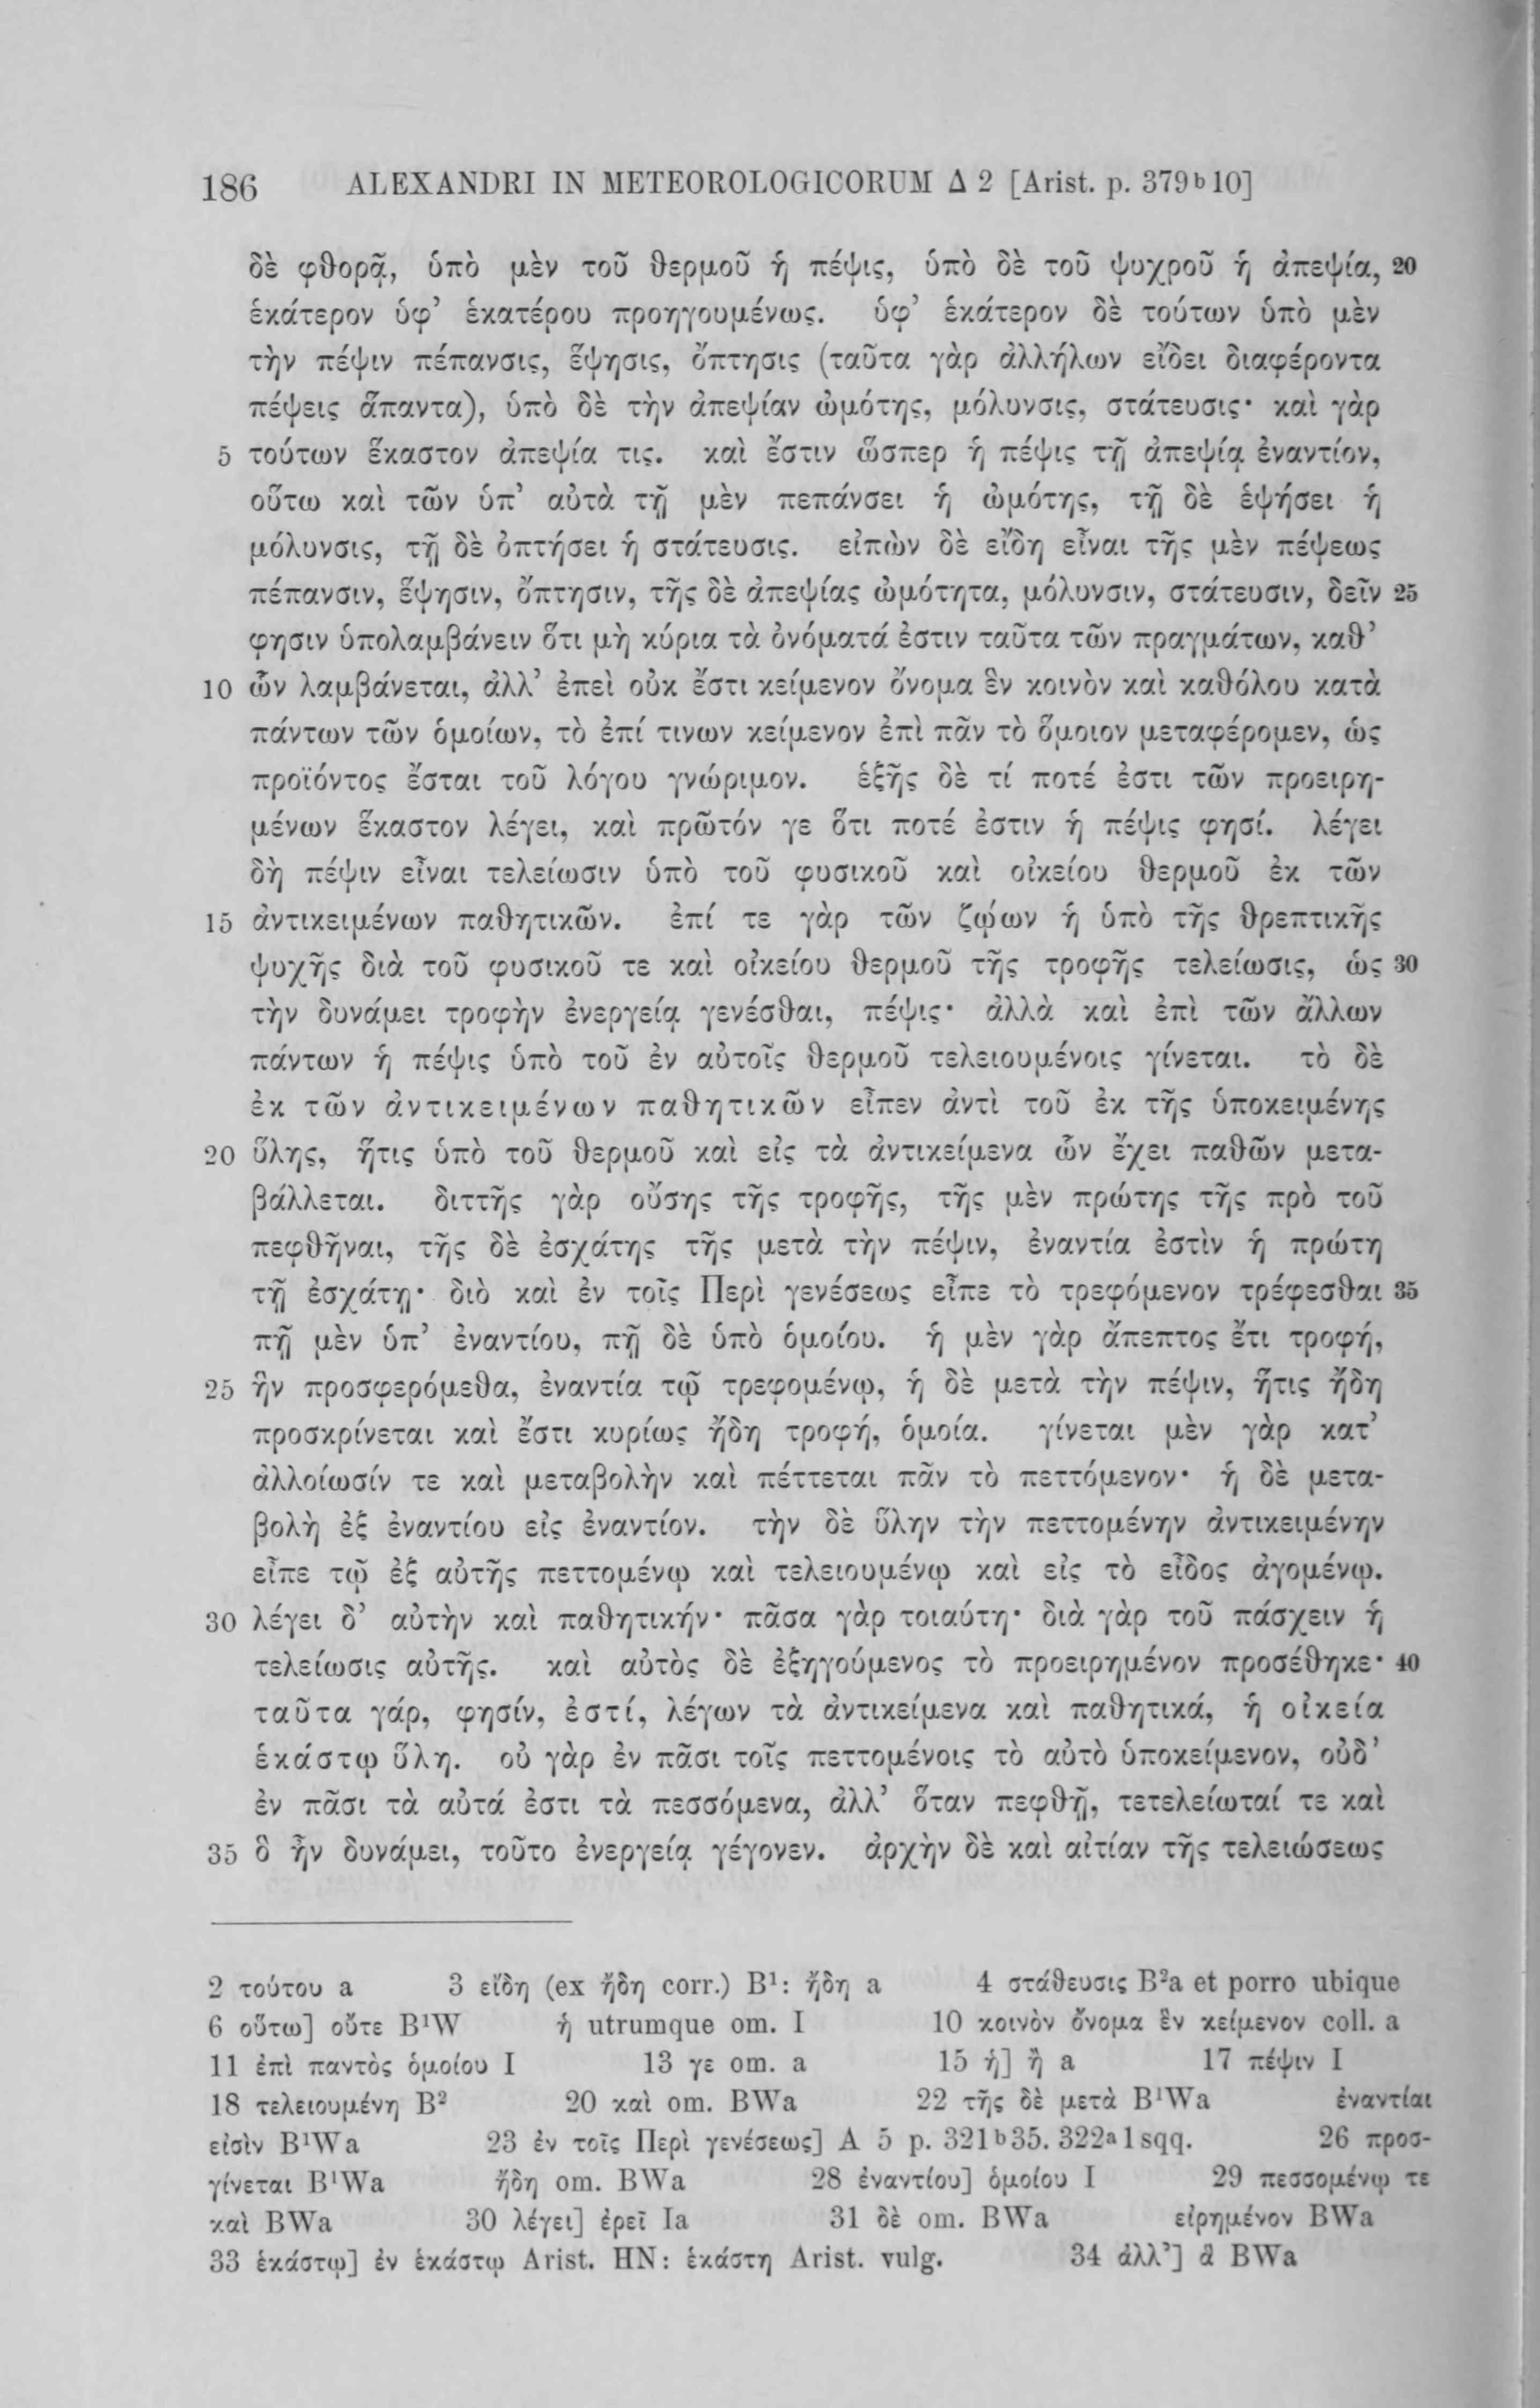 186 ALEXANDRI IN METEOROLOGICORUM Δ 2 [Arist. p. 379ᵇ10]
δὲ φθορᾷ, ὑπὸ μὲν τοῦ θερμοῦ ἡ πέψις, ὑπὸ δὲ τοῦ ψυχροῦ ἡ ἀπεψία, 20
ἑκάτερον ὑφ’ ἑκατέρου προηγουμένως. ὑφ’ ἑκάτερον δὲ τούτων ὑπὸ μὲν
τὴν πέψιν πέπανσις, ἕψησις, ὄπτησις (ταῦτα γὰρ ἀλλήλων εἴδει διαφέροντα
πέψεις ἅπαντα), ὑπὸ δὲ τὴν ἀπεψίαν ὠμότης, μόλυνσις, στάτευσις· καὶ γὰρ
5 τούτων ἕκαστον ἀπεψία τις. καὶ ἔστιν ὥσπερ ἡ πέψις τῇ ἀπεψίᾳ ἐναντίον,
οὕτω καὶ τῶν ὑπ’ αὐτὰ τῇ μὲν πεπάνσει ἡ ὠμότης, τῇ δὲ ἑψήσει ἡ
μόλυνσις, τῇ δὲ ὀπτήσει ἡ στάτευσις. εἰπὼν δὲ εἴδη εἶναι τῆς μὲν πέψεως
πέπανσιν, ἕψησιν, ὄπτησιν, τῆς δὲ ἀπεψίας ὠμότητα, μόλυνσιν, στάτευσιν, δεῖν 25
φησιν ὑπολαμβάνειν ὅτι μὴ κύρια τὰ ὀνόματά ἐστιν ταῦτα τῶν πραγμάτων, καθ’
10 ὧν λαμβάνεται, ἀλλ’ ἐπεὶ οὐκ ἔστι κείμενον ὄνομα ἓν κοινὸν καὶ καθόλου κατὰ
πάντων τῶν ὁμοίων, τὸ ἐπί τινων κείμενον ἐπὶ πᾶν τὸ ὅμοιον μεταφέρομεν, ὡς
προϊόντος ἔσται τοῦ λόγου γνώριμον. ἑξῆς δὲ τί ποτέ ἐστι τῶν προειρη-
μένων ἕκαστον λέγει, καὶ πρῶτόν γε ὅτι ποτέ ἐστιν ἡ πέψις φησί. λέγει
δὴ πέψιν εἶναι τελείωσιν ὑπὸ τοῦ φυσικοῦ καὶ οἰκείου θερμοῦ ἐκ τῶν
15 ἀντικειμένων παθητικῶν. ἐπί τε γὰρ τῶν ζῴων ἡ ὑπὸ τῆς θρεπτικῆς
ψυχῆς διὰ τοῦ φυσικοῦ τε καὶ οἰκείου θερμοῦ τῆς τροφῆς τελείωσις, ὡς 30
τὴν δυνάμει τροφὴν ἐνεργείᾳ γενέσθαι, πέψις· ἀλλὰ καὶ ἐπὶ τῶν ἄλλων
πάντων ἡ πέψις ὑπὸ τοῦ ἐν αὐτοῖς θερμοῦ τελειουμένοις γίνεται. τὸ δὲ
ἐκ τῶν ἀντικειμένων παθητικῶν εἶπεν ἀντὶ τοῦ ἐκ τῆς ὑποκειμένης
20 ὕλης, ἥτις ὑπὸ τοῦ θερμοῦ καὶ εἰς τὰ ἀντικείμενα ὧν ἔχει παθῶν μετα-
βάλλεται. διττῆς γὰρ οὔσης τῆς τροφῆς, τῆς μὲν πρώτης τῆς πρὸ τοῦ
πεφθῆναι, τῆς δὲ ἐσχάτης τῆς μετὰ τὴν πέψιν, ἐναντία ἐστὶν ἡ πρώτη
τῇ ἐσχάτῃ· διὸ καὶ ἐν τοῖς Περὶ γενέσεως εἶπε τὸ τρεφόμενον τρέφεσθαι 35
πῇ μὲν ὑπ’ ἐναντίου, πῇ δὲ ὑπὸ ὁμοίου. ἡ μὲν γὰρ ἄπεπτος ἔτι τροφή,
25 ἣν προσφερόμεθα, ἐναντία τῷ τρεφομένῳ, ἡ δὲ μετὰ τὴν πέψιν, ἥτις ἤδη
προσκρίνεται καὶ ἔστι κυρίως ἤδη τροφή, ὁμοία. γίνεται μὲν γὰρ κατ’
ἀλλοίωσίν τε καὶ μεταβολὴν καὶ πέττεται πᾶν τὸ πεττόμενον· ἡ δὲ μετα-
βολὴ ἐξ ἐναντίου εἰς ἐναντίον. τὴν δὲ ὕλην τὴν πεττομένην ἀντικειμένην
εἶπε τῷ ἐξ αὐτῆς πεττομένῳ καὶ τελειουμένῳ καὶ εἰς τὸ εἶδος ἀγομένῳ.
30 λέγει δ’ αὐτὴν καὶ παθητικήν· πᾶσα γὰρ τοιαύτη· διὰ γὰρ τοῦ πάσχειν ἡ
τελείωσις αὐτῆς. καὶ αὐτὸς δὲ ἐξηγούμενος τὸ προειρημένον προσέθηκε· 40
ταῦτα γάρ, φησίν, ἐστί, λέγων τὰ ἀντικείμενα καὶ παθητικά, ἡ οἰκεία
ἑκάστῳ ὕλη. οὐ γὰρ ἐν πᾶσι τοῖς πεττομένοις τὸ αὐτὸ ὑποκείμενον, οὐδ’
ἐν πᾶσι τὰ αὐτά ἐστι τὰ πεσσόμενα, ἀλλ’ ὅταν πεφθῇ, τετελείωταί τε καὶ
35 ὃ ἦν δυνάμει, τοῦτο ἐνεργείᾳ γέγονεν. ἀρχὴν δὲ καὶ αἰτίαν τῆς τελειώσεως
2 τούτου a 3 εἴδη (ex ἤδη corr.) B¹: ἤδη a 4 στάθευσις B²a et porro ubique
6 οὕτω] οὔτε B¹W ἡ utrumque om. I 10 κοινὸν ὄνομα ἓν κείμενον coll. a
11 ἐπὶ παντὸς ὁμοίου I 13 γε om. a 15 ἡ] ἢ a 17 πέψιν I
18 τελειουμένη B² 20 καὶ om. BWa 22 τῆς δὲ μετὰ B¹Wa ἐναντίαι
εἰσὶν B¹Wa 23 ἐν τοῖς Περὶ γενέσεως] A 5 p. 321ᵇ35. 322ᵃ1sqq. 26 προσ-
γίνεται B¹Wa ἤδη om. BWa 28 ἐναντίου] ὁμοίου I 29 πεσσομένῳ τε
καὶ BWa 30 λέγει] ἐρεῖ Ia 31 δὲ om. BWa εἰρημένον BWa
33 ἑκάστῳ] ἐν ἑκάστῳ Arist. HN: ἑκάστη Arist. vulg. 34 ἀλλ’] ἃ BWa